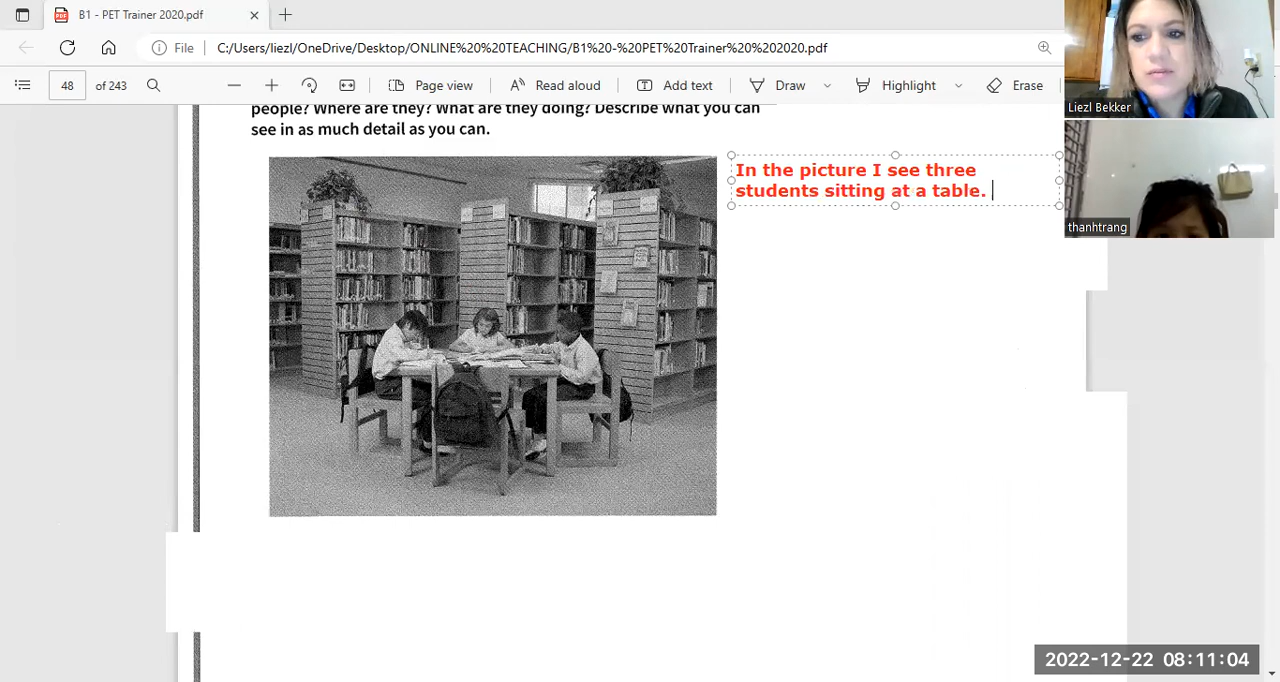 B1 - PET Trainer 2020.pdf
File
C:/Users/liezl/OneDrive/Desktop/ONLINE%20%20TEACHING/B1%20-%20PET%20Trainer%20%202020.pdf
48 of 243
Page view
Read aloud
Add text
Draw
Highlight
Erase
Liezl Bekker
people? Where are they? What are they doing? Describe what you can
see in as much detail as you can.
In the picture I see three
students sitting at a table.
thanhtrang
2022-12-22 08:11:04